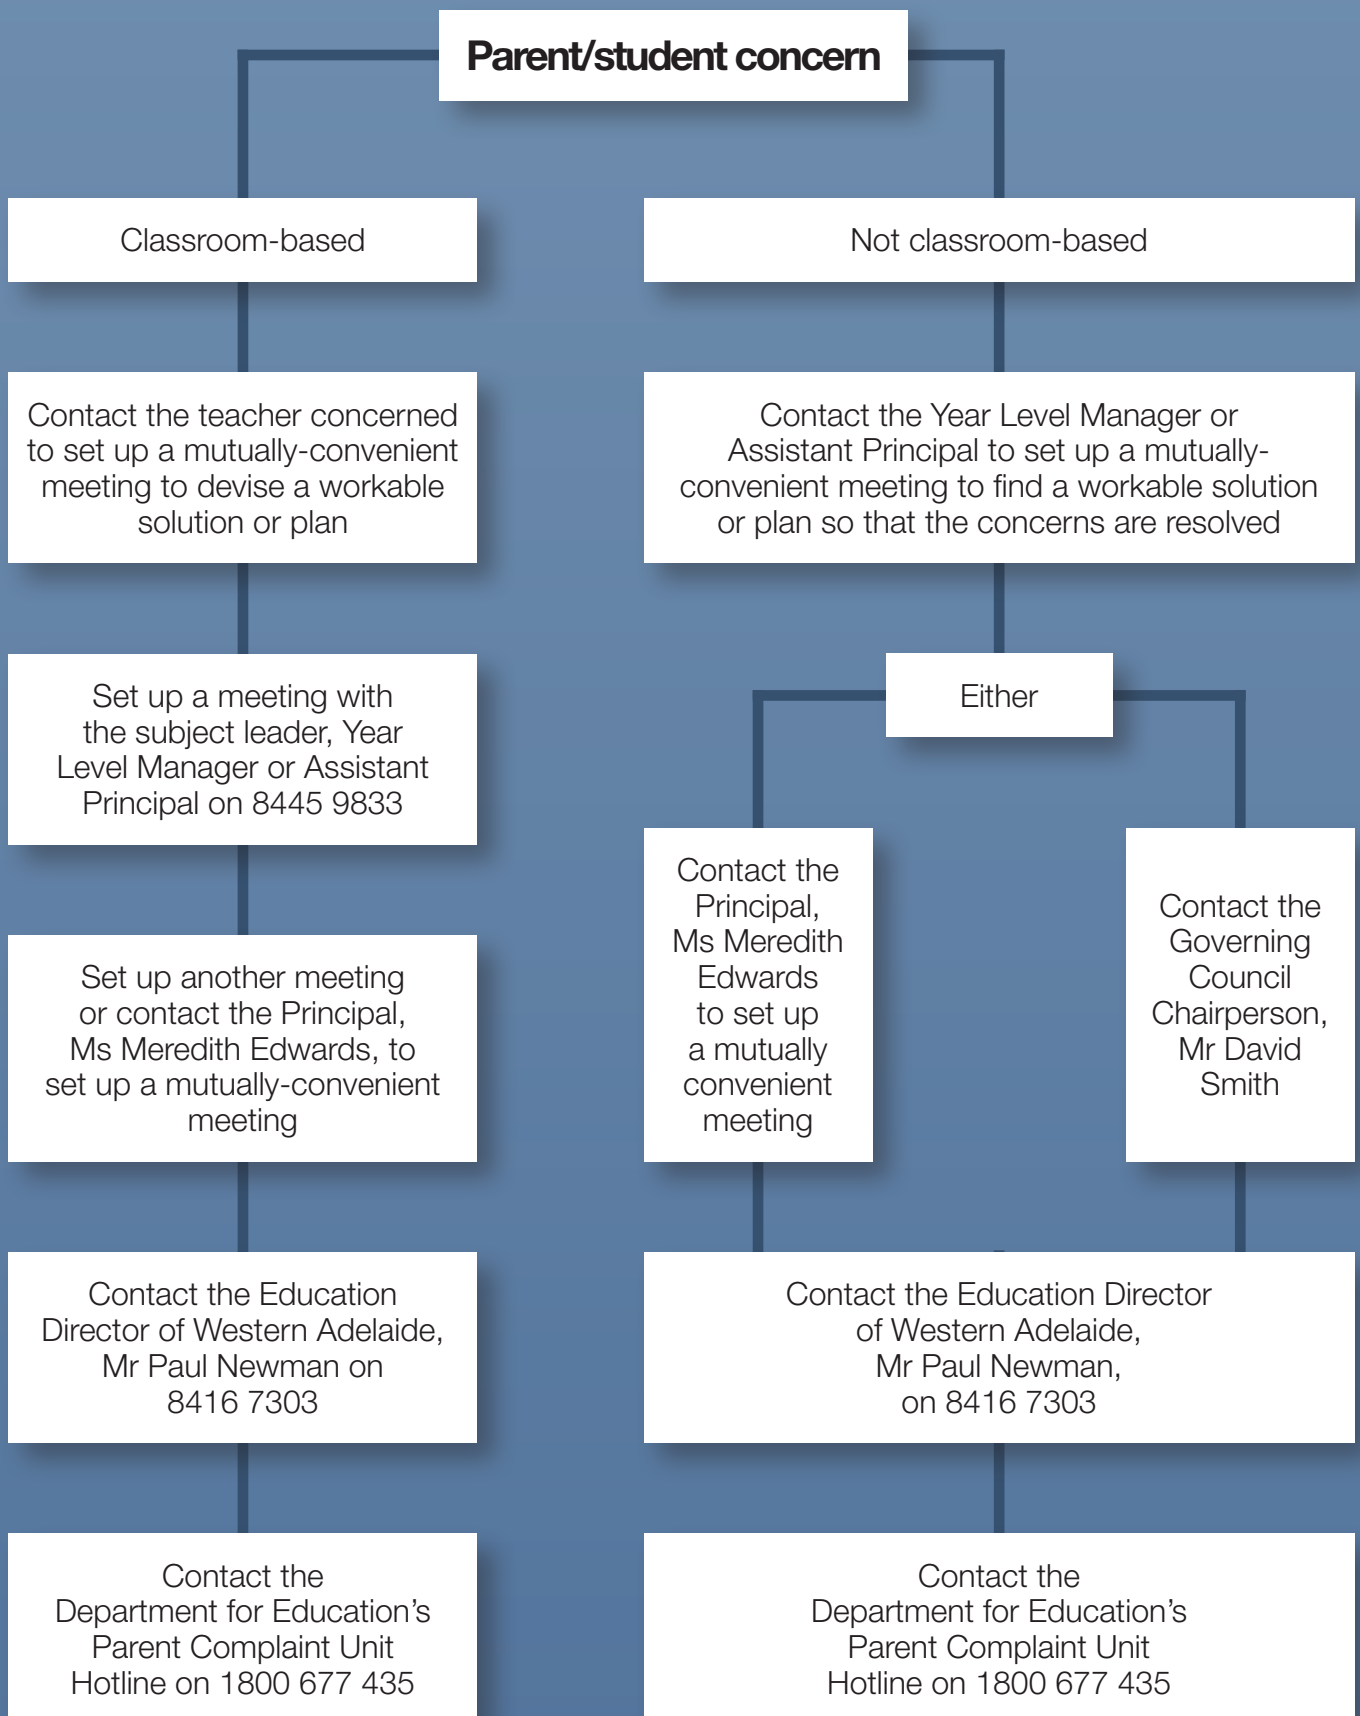 Parent/student concern
Classroom-based
Contact the teacher concerned
to set up a mutually-convenient
meeting to devise a workable
solution or plan
Set up a meeting with
the subject leader, Year
Level Manager or Assistant
Principal on 8445 9833
Set up another meeting
or contact the Principal,
Ms Meredith Edwards, to
set up a mutually-convenient
meeting
Contact the Education
Director of Western Adelaide,
Mr Paul Newman on
8416 7303
Contact the
Department for Education’s
Parent Complaint Unit
Hotline on 1800 677 435
Not classroom-based
Contact the Year Level Manager or
Assistant Principal to set up a mutually-
convenient meeting to find a workable solution
or plan so that the concerns are resolved
Either
Contact the
Principal,
Ms Meredith
Edwards
to set up
a mutually
convenient
meeting
Contact the
Governing
Council
Chairperson,
Mr David
Smith
Contact the Education Director
of Western Adelaide,
Mr Paul Newman,
on 8416 7303
Contact the
Department for Education’s
Parent Complaint Unit
Hotline on 1800 677 435